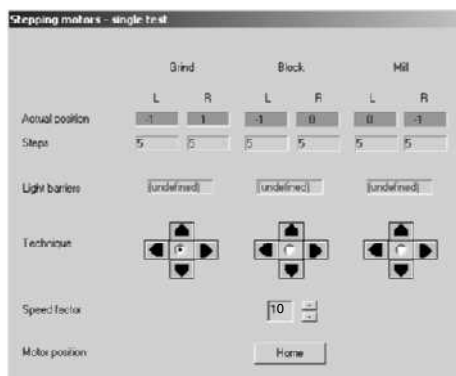 Stepping motors - single test
Grind Block Mill
L R L R L R
Actual position -1 1 -1 0 0 -1
Steps 5 5 5 5 5 5
Light barriers (undefined) (undefined) (undefined)
Technique
Speed factor 10
Motor position Home